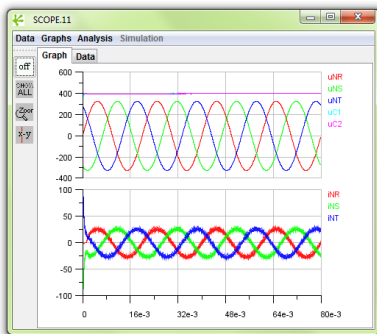 SCOPE.11
Data Graphs Analysis Simulation
Graph Data
off
SHOW
ALL
Zoom
x-y
600
400
200
0
-200
-400
uNR
uNS
uNT
uC1
uC2
100
50
0
-50
-100
iNR
iNS
iNT
0 16e-3 32e-3 48e-3 64e-3 80e-3